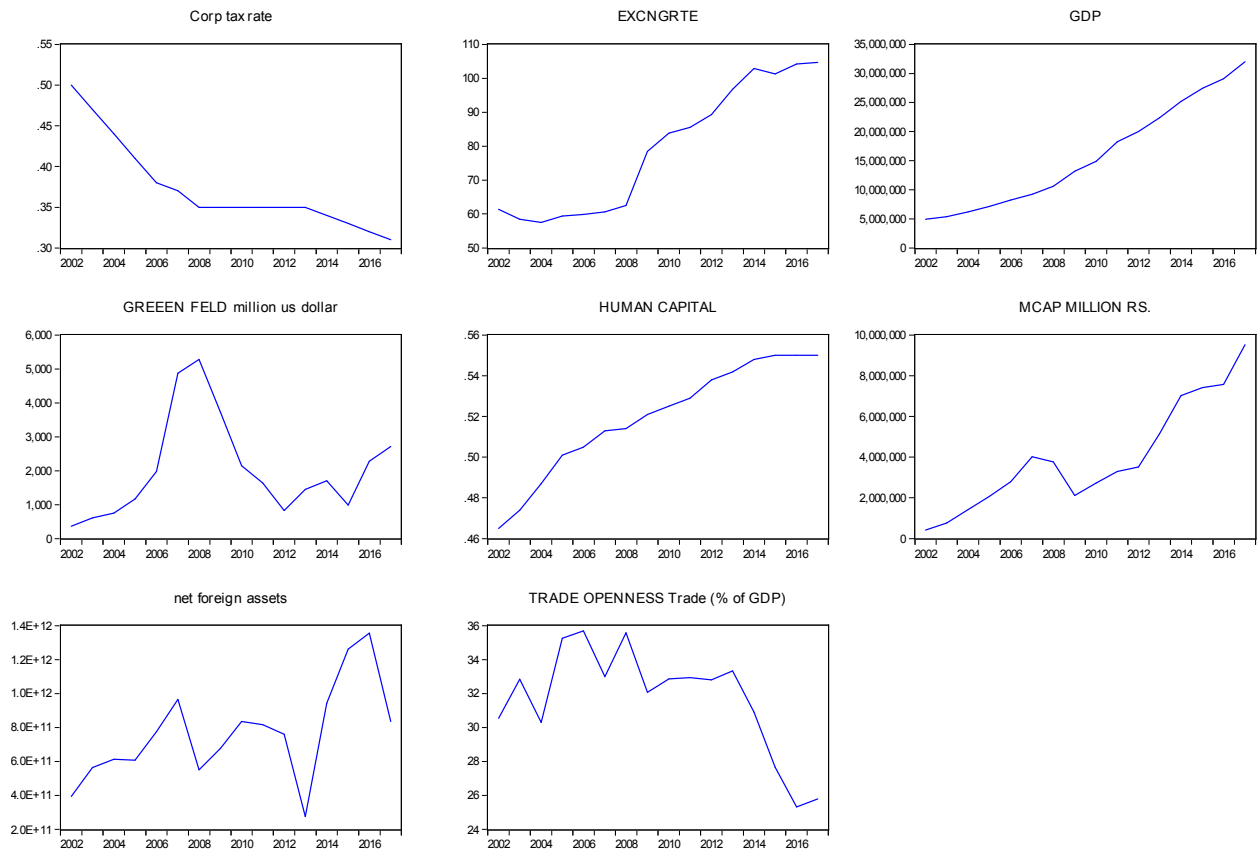 Corp tax rate
.55
.50
.45
.40
.35
.30
2002 2004 2006 2008 2010 2012 2014 2016
EXCNGRTE
110
100
90
80
70
60
50
2002 2004 2006 2008 2010 2012 2014 2016
GDP
35,000,000
30,000,000
25,000,000
20,000,000
15,000,000
10,000,000
5,000,000
0
2002 2004 2006 2008 2010 2012 2014 2016
GREEEN FELD million us dollar
6,000
5,000
4,000
3,000
2,000
1,000
0
2002 2004 2006 2008 2010 2012 2014 2016
HUMAN CAPITAL
.56
.54
.52
.50
.48
.46
2002 2004 2006 2008 2010 2012 2014 2016
MCAP MILLION RS.
10,000,000
8,000,000
6,000,000
4,000,000
2,000,000
0
2002 2004 2006 2008 2010 2012 2014 2016
net foreign assets
1.4E+12
1.2E+12
1.0E+12
8.0E+11
6.0E+11
4.0E+11
2.0E+11
2002 2004 2006 2008 2010 2012 2014 2016
TRADE OPENNESS Trade (% of GDP)
36
34
32
30
28
26
24
2002 2004 2006 2008 2010 2012 2014 2016